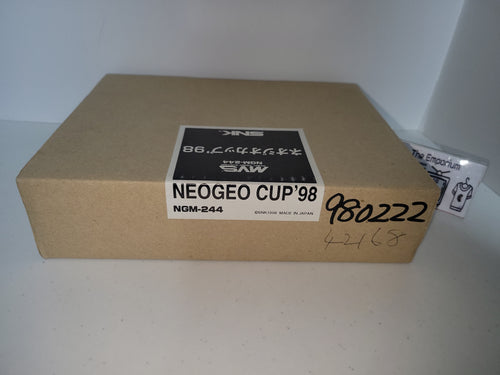 SNK.
ネオジオカップ'98
NGM-244
MVS
NEOGEO CUP'98
NGM-244
©SNK1998 MADE IN JAPAN
980222
42168
The Emporium